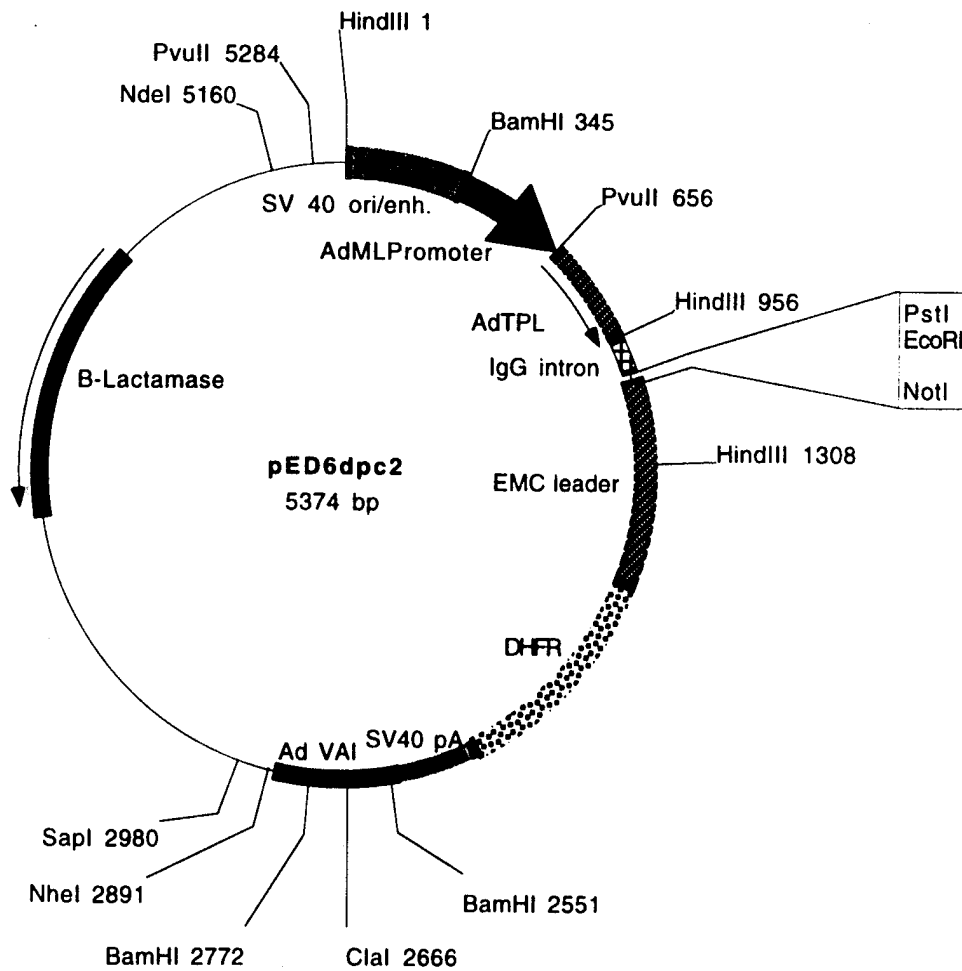 HindIII 1
PvuII 5284
NdeI 5160
BamHI 345
SV 40 ori/enh.
PvuII 656
AdMLPromoter
HindIII 956
AdTPL
PstI
EcoRI
IgG intron
NotI
B-Lactamase
HindIII 1308
pED6dpc2
EMC leader
5374 bp
DHFR
SV40 pA
Ad VAI
SapI 2980
NheI 2891
BamHI 2551
BamHI 2772
ClaI 2666